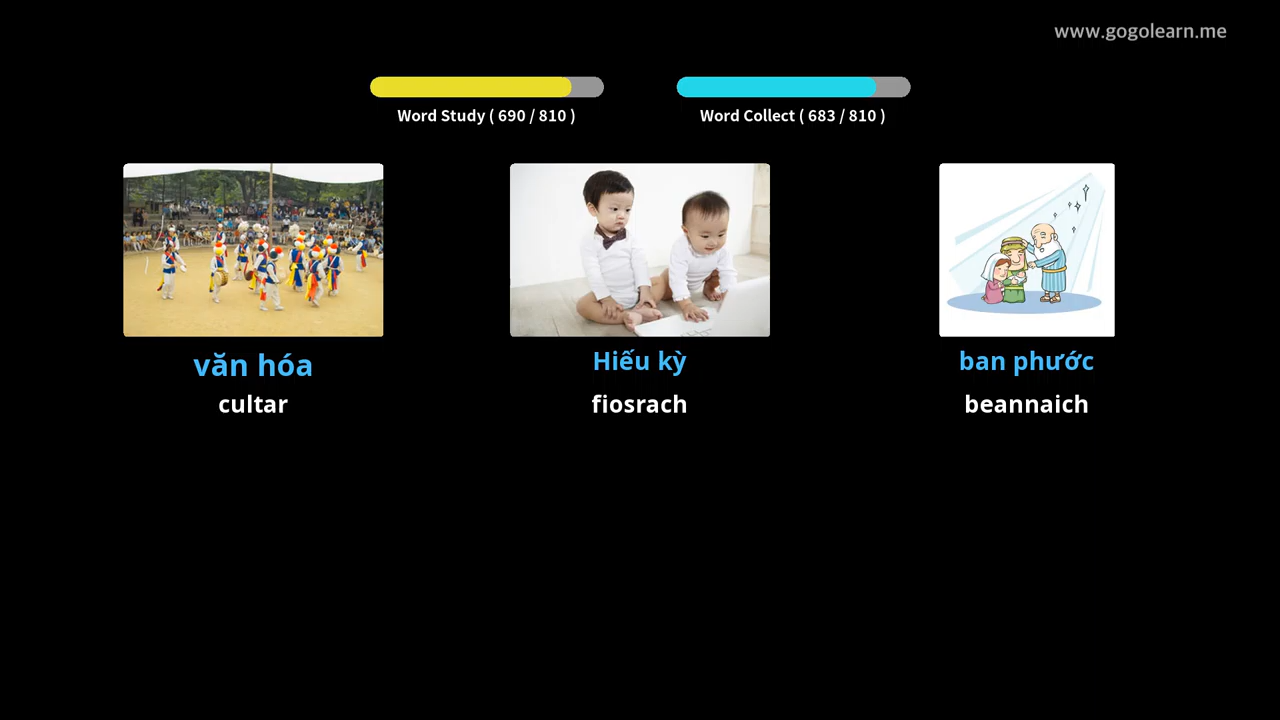 www.gogolearn.me
Word Study ( 690 / 810 )
Word Collect ( 683 / 810 )
văn hóa
Hiếu kỳ
ban phước
cultar
fiosrach
beannaich